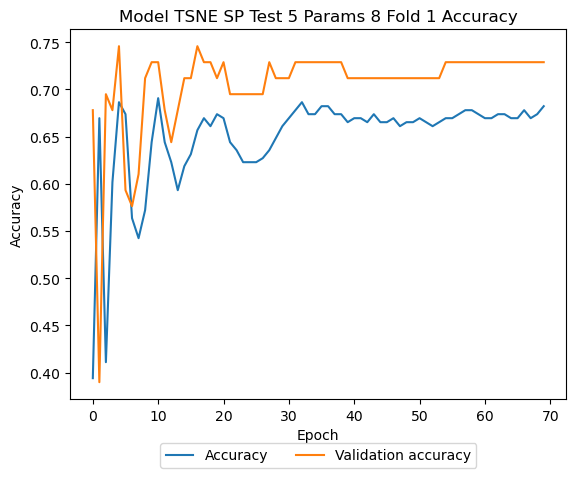 Model TSNE SP Test 5 Params 8 Fold 1 Accuracy
0.75
0.70
0.65
0.60
0.55
0.50
0.45
0.40
Accuracy
0 10 20 30 40 50 60 70
Epoch
Accuracy Validation accuracy